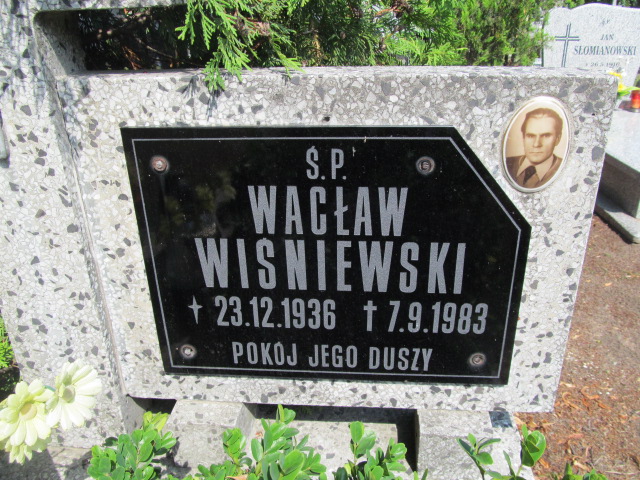 Ś.P.
WACŁAW
WIŚNIEWSKI
23.12.1936 † 7.9.1983
POKÓJ JEGO DUSZY
JAN
SŁOMIANOWSKI